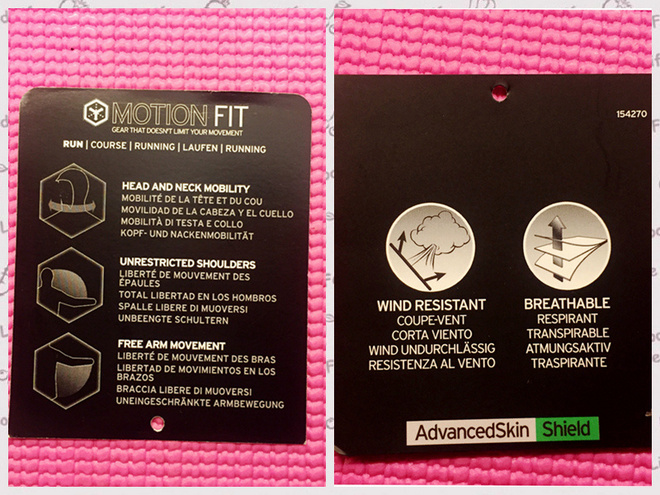 MOTION FIT
GEAR THAT DOESN'T LIMIT YOUR MOVEMENT
RUN | COURSE | RUNNING | LAUFEN | RUNNING
HEAD AND NECK MOBILITY
MOBILITÉ DE LA TÊTE ET DU COU
MOVILIDAD DE LA CABEZA Y EL CUELLO
MOBILITÀ DI TESTA E COLLO
KOPF- UND NACKENMOBILITÄT
UNRESTRICTED SHOULDERS
LIBERTÉ DE MOUVEMENT DES
ÉPAULES
TOTAL LIBERTAD EN LOS HOMBROS
SPALLE LIBERE DI MUOVERSI
UNBEENGTE SCHULTERN
FREE ARM MOVEMENT
LIBERTÉ DE MOUVEMENT DES BRAS
LIBERTAD DE MOVIMIENTOS EN LOS
BRAZOS
BRACCIA LIBERE DI MUOVERSI
UNEINGESCHRÄNKTE ARMBEWEGUNG
154270
WIND RESISTANT
COUPE-VENT
CORTA VIENTO
WIND UNDURCHLÄSSIG
RESISTENZA AL VENTO
BREATHABLE
RESPIRANT
TRANSPIRABLE
ATMUNGSAKTIV
TRASPIRANTE
AdvancedSkin Shield